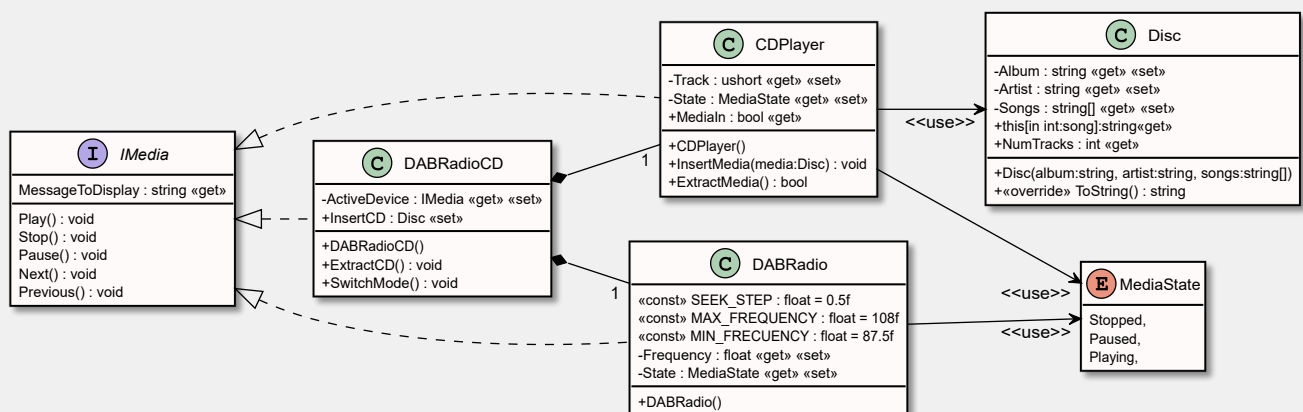 I IMedia
MessageToDisplay : string «get»
Play() : void
Stop() : void
Pause() : void
Next() : void
Previous() : void
C DABRadioCD
-ActiveDevice : IMedia «get» «set»
+InsertCD : Disc «set»
+DABRadioCD()
+ExtractCD() : void
+SwitchMode() : void
1
1
C CDPlayer
-Track : ushort «get» «set»
-State : MediaState «get» «set»
+MediaIn : bool «get»
+CDPlayer()
+InsertMedia(media:Disc) : void
+ExtractMedia() : bool
C DABRadio
«const» SEEK_STEP : float = 0.5f
«const» MAX_FREQUENCY : float = 108f
«const» MIN_FRECUENCY : float = 87.5f
-Frequency : float «get» «set»
-State : MediaState «get» «set»
+DABRadio()
<<use>>
<<use>>
<<use>>
C Disc
-Album : string «get» «set»
-Artist : string «get» «set»
-Songs : string[] «get» «set»
+this[in int:song]:string«get»
+NumTracks : int «get»
+Disc(album:string, artist:string, songs:string[])
+«override» ToString() : string
E MediaState
Stopped,
Paused,
Playing,